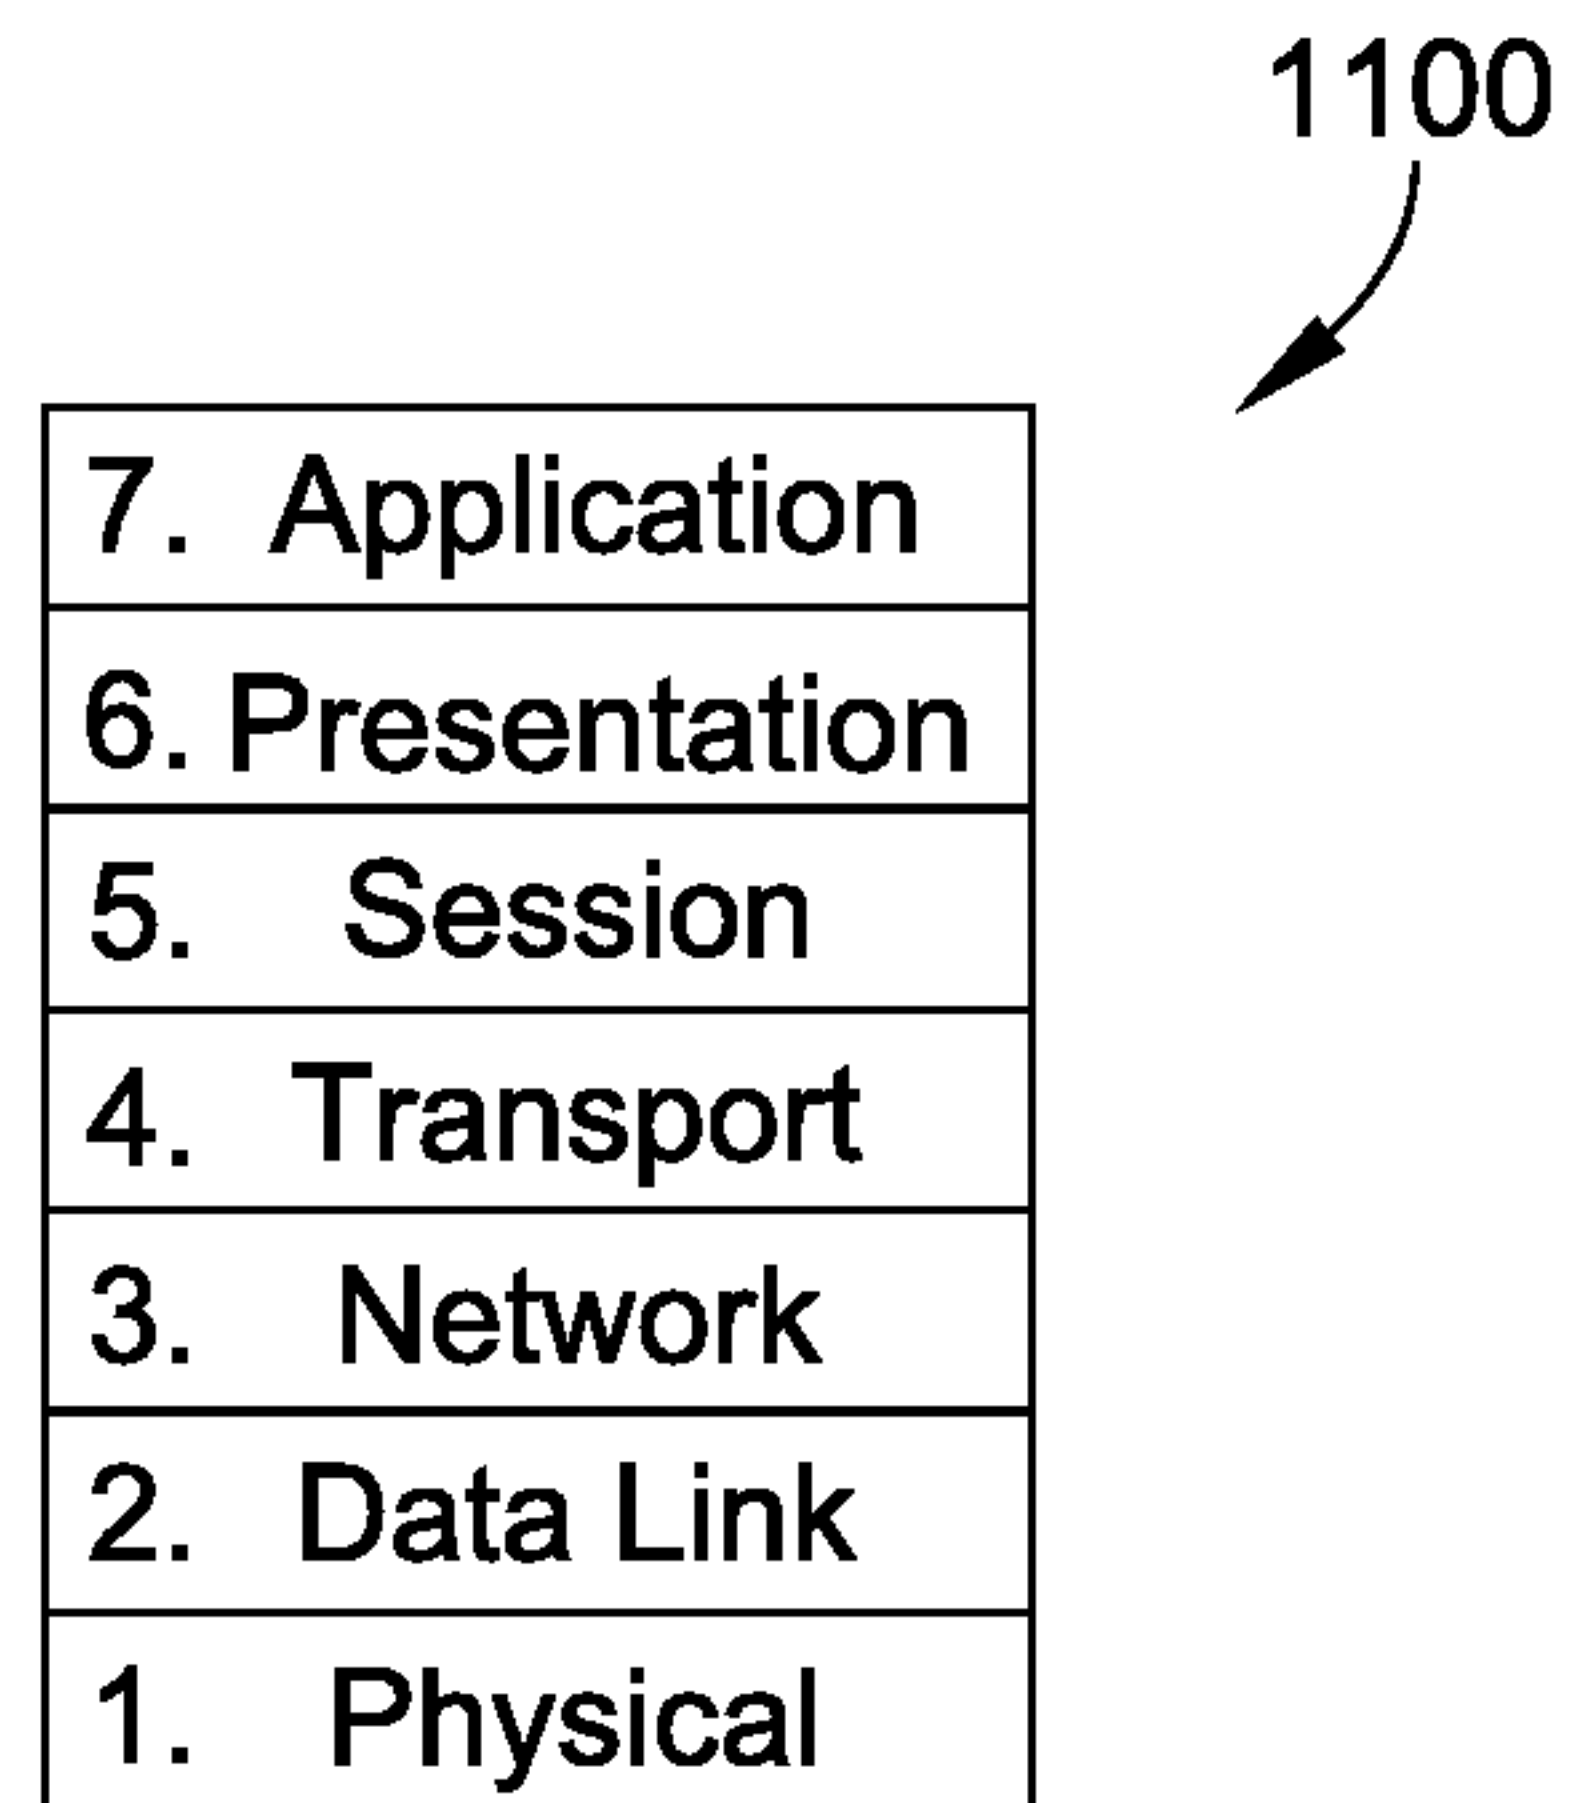 1100
7. Application
6. Presentation
5. Session
4. Transport
3. Network
2. Data Link
1. Physical